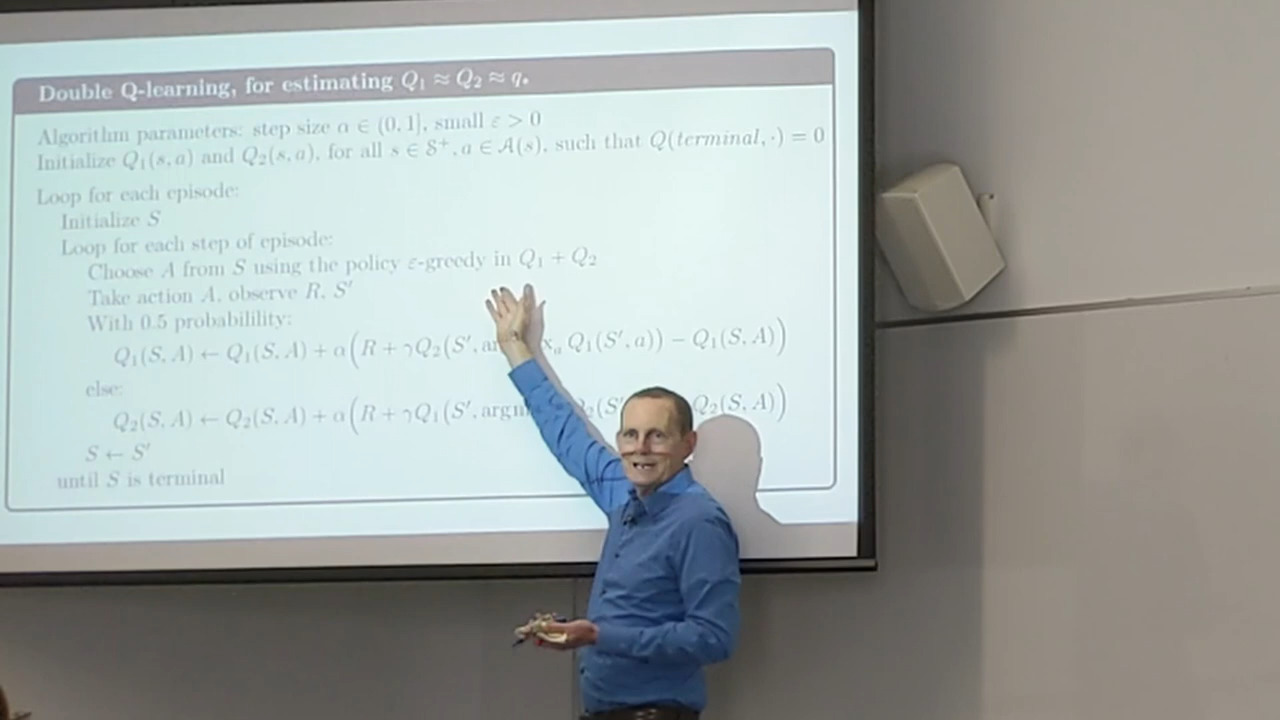 Double Q-learning, for estimating Q₁ ≈ Q₂ ≈ q*
Algorithm parameters: step size α ∈ (0, 1], small ε > 0
Initialize Q₁(s, a) and Q₂(s, a), for all s ∈ S⁺, a ∈ A(s), such that Q(terminal, ·) = 0
Loop for each episode:
Initialize S
Loop for each step of episode:
Choose A from S using the policy ε-greedy in Q₁ + Q₂
Take action A, observe R, S′
With 0.5 probabilility:
Q₁(S, A) ← Q₁(S, A) + α(R + γQ₂(S′, ar xₐ Q₁(S′, a)) − Q₁(S, A))
else:
Q₂(S, A) ← Q₂(S, A) + α(R + γQ₁(S′, argm ₂(S′ Q₂(S, A))
S ← S′
until S is terminal